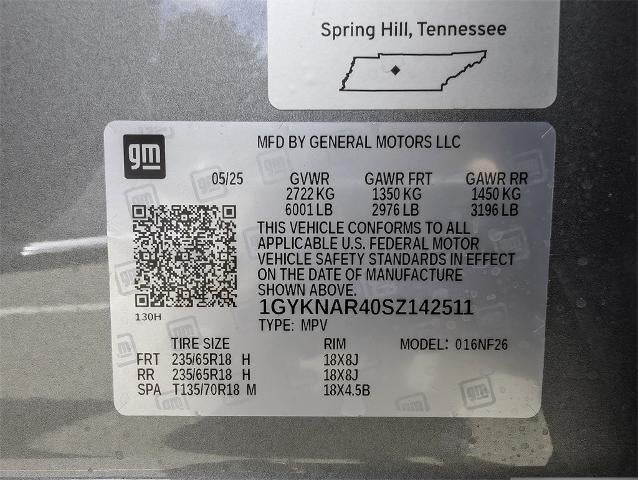 Spring Hill, Tennessee
gm
MFD BY GENERAL MOTORS LLC
05/25 GVWR GAWR FRT GAWR RR
2722 KG 1350 KG 1450 KG
6001 LB 2976 LB 3196 LB
THIS VEHICLE CONFORMS TO ALL
APPLICABLE U.S. FEDERAL MOTOR
VEHICLE SAFETY STANDARDS IN EFFECT
ON THE DATE OF MANUFACTURE
SHOWN ABOVE.
130H
1GYKNAR40SZ142511
TYPE: MPV
TIRE SIZE RIM MODEL: 016NF26
FRT 235/65R18 H 18X8J
RR 235/65R18 H 18X8J
SPA T135/70R18 M 18X4.5B